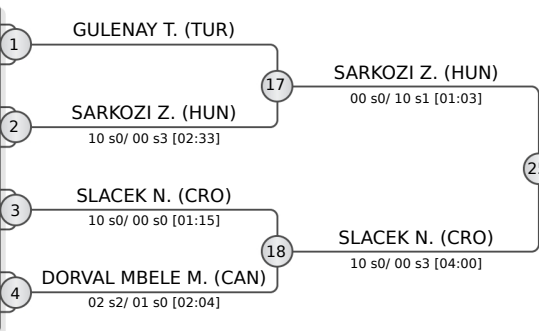 GULENAY T. (TUR)
1
17
SARKOZI Z. (HUN)
00 s0/ 10 s1 [01:03]
SARKOZI Z. (HUN)
2
10 s0/ 00 s3 [02:33]
SLACEK N. (CRO)
3
10 s0/ 00 s0 [01:15]
18
SLACEK N. (CRO)
10 s0/ 00 s3 [04:00]
DORVAL MBELE M. (CAN)
4
02 s2/ 01 s0 [02:04]